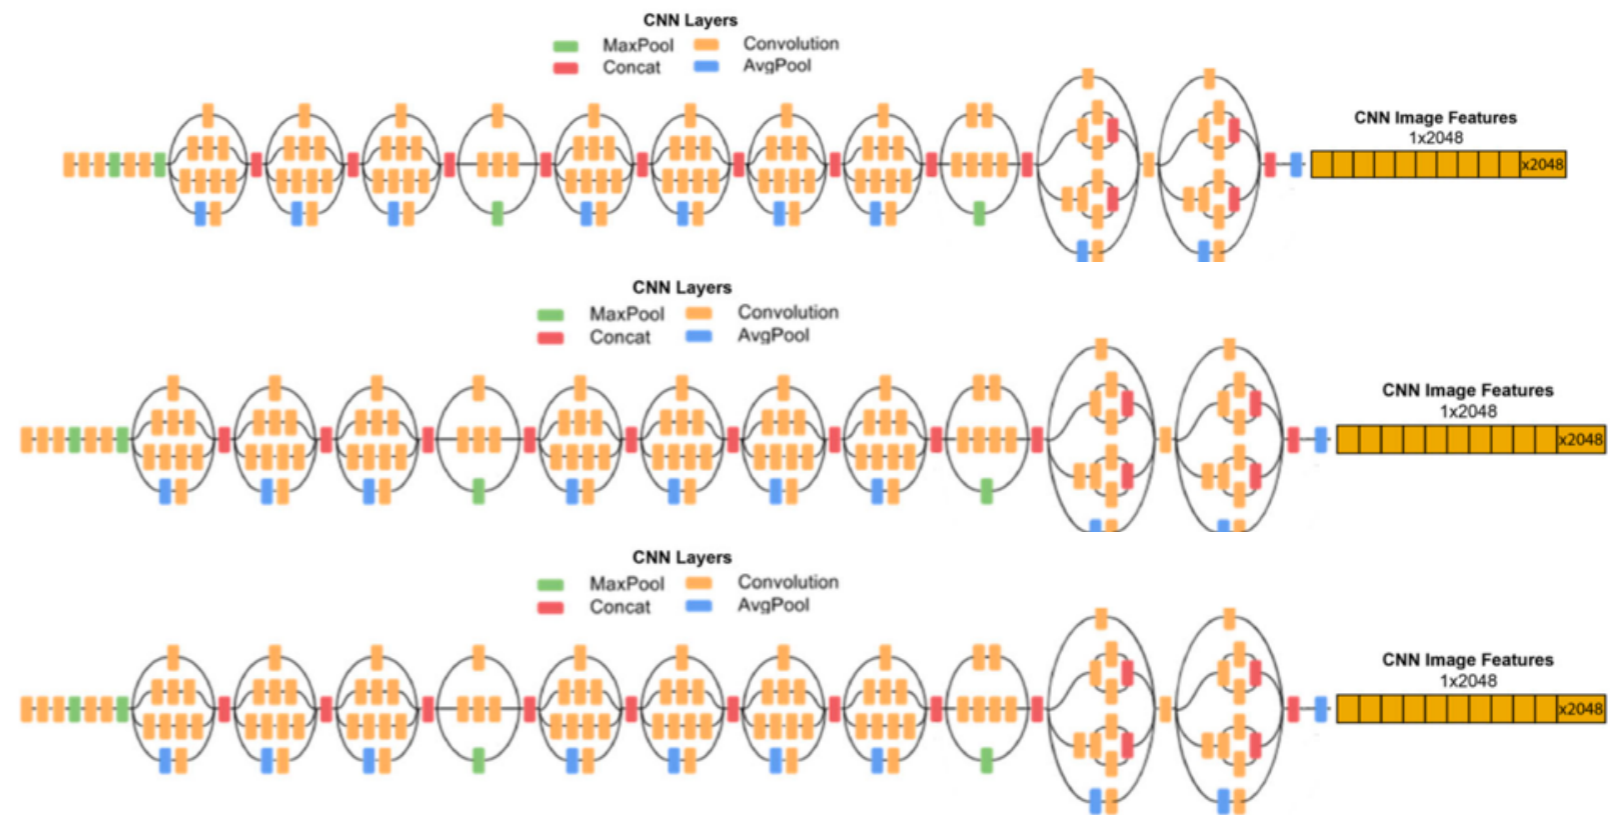 CNN Layers
MaxPool Convolution
Concat AvgPool
CNN Image Features
1x2048
x2048
CNN Layers
MaxPool Convolution
Concat AvgPool
CNN Image Features
1x2048
x2048
CNN Layers
MaxPool Convolution
Concat AvgPool
CNN Image Features
1x2048
x2048